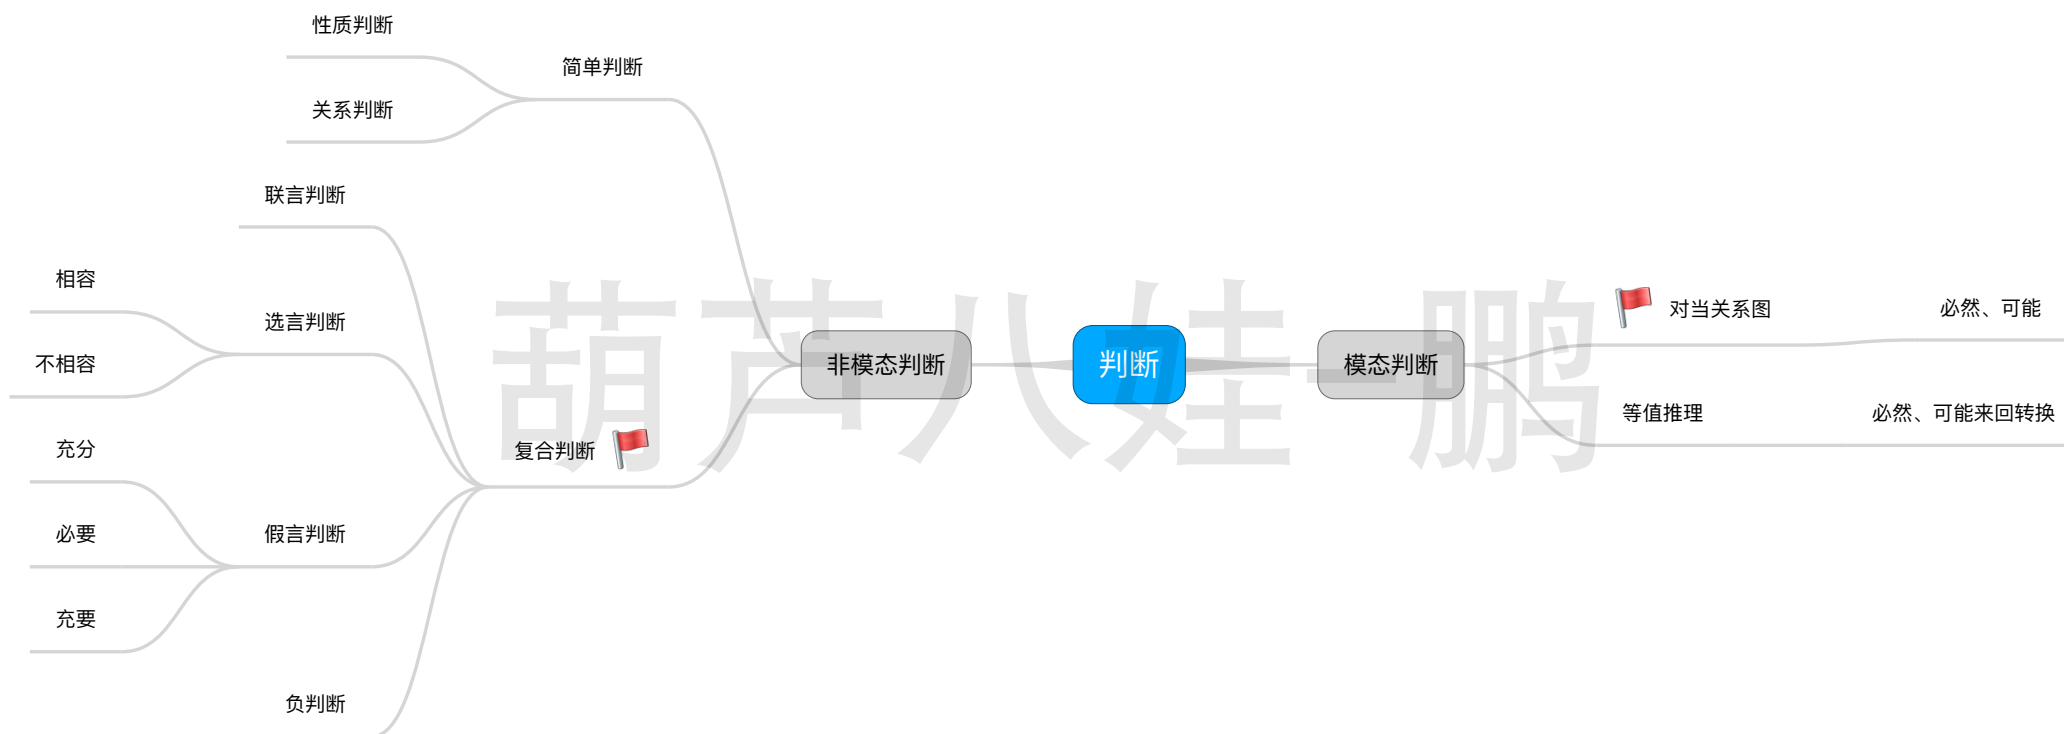 性质判断
简单判断
关系判断
联言判断
相容
选言判断
不相容
充分
复合判断
必要
假言判断
充要
负判断
非模态判断
判断
模态判断
对当关系图
必然、可能
等值推理
必然、可能来回转换
葫芦八娃—鹏